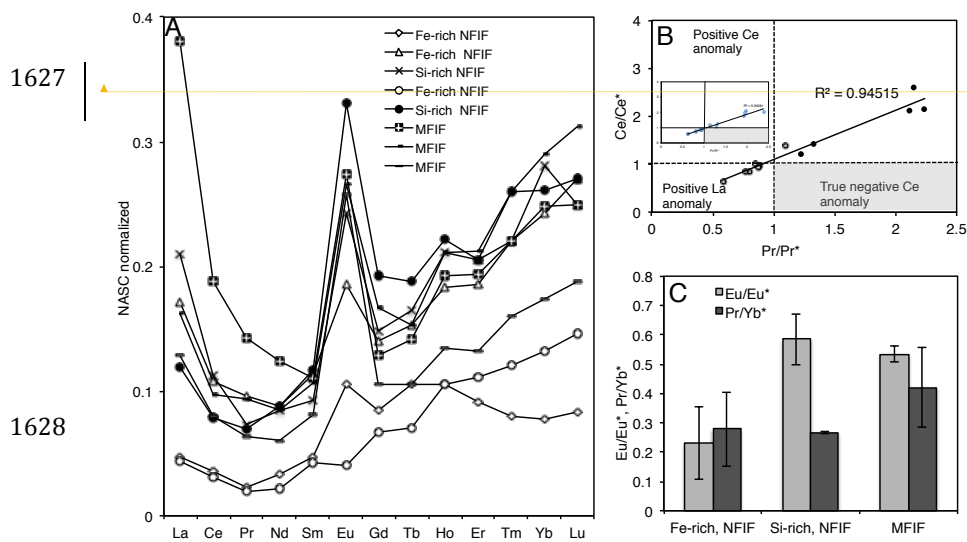 1627
1628
A
0.4
0.3
0.2
0.1
0
NASC normalized
Fe-rich NFIF
Fe-rich NFIF
Si-rich NFIF
Fe-rich NFIF
Si-rich NFIF
MFIF
MFIF
MFIF
La Ce Pr Nd Sm Eu Gd Tb Ho Er Tm Yb Lu
B
4
3
2
1
0
Ce/Ce*
Positive Ce
anomaly
R² = 0.94515
Positive La
anomaly
True negative Ce
anomaly
0 0.5 1 1.5 2 2.5
Pr/Pr*
C
0.8
0.7
0.6
0.5
0.4
0.3
0.2
0.1
0
Eu/Eu*, Pr/Yb*
Eu/Eu*
Pr/Yb*
Fe-rich, NFIF Si-rich, NFIF MFIF